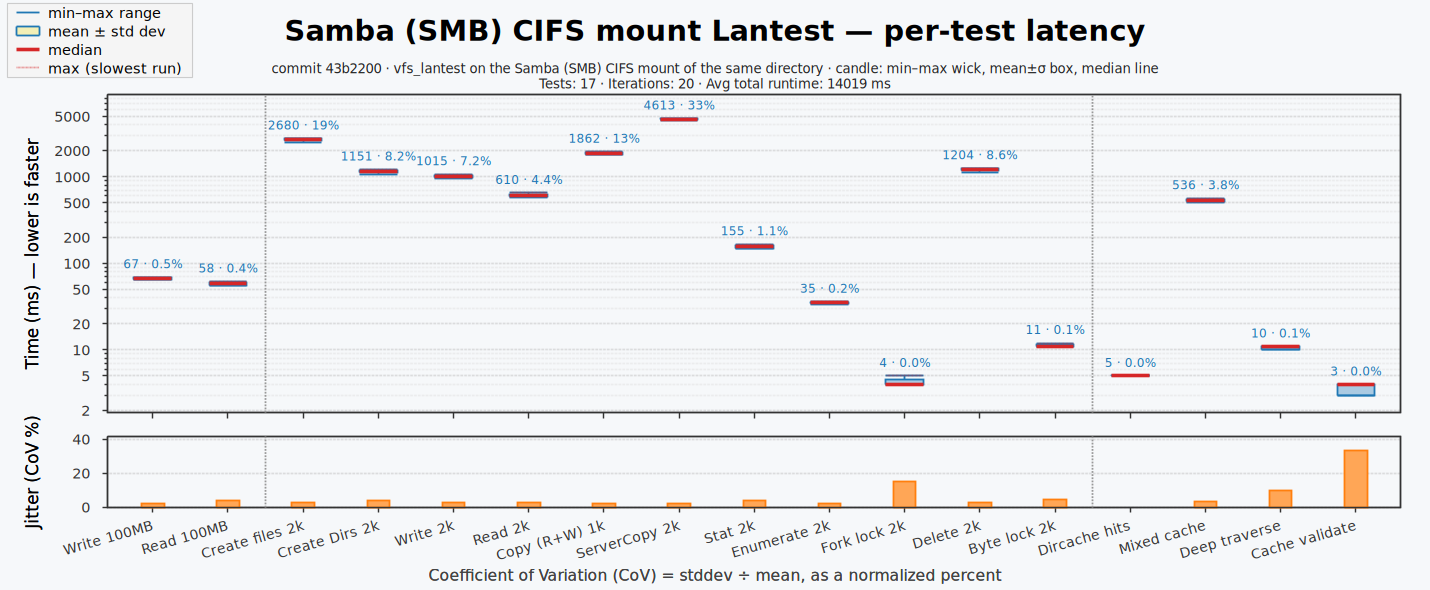 min–max range
mean ± std dev
median
max (slowest run)
Samba (SMB) CIFS mount Lantest — per-test latency
commit 43b2200 · vfs_lantest on the Samba (SMB) CIFS mount of the same directory · candle: min–max wick, mean±σ box, median line
Tests: 17 · Iterations: 20 · Avg total runtime: 14019 ms
Time (ms) — lower is faster
5000
2000
1000
500
200
100
50
20
10
5
2
67 · 0.5%
58 · 0.4%
2680 · 19%
1151 · 8.2%
1015 · 7.2%
610 · 4.4%
1862 · 13%
4613 · 33%
155 · 1.1%
35 · 0.2%
4 · 0.0%
1204 · 8.6%
11 · 0.1%
5 · 0.0%
536 · 3.8%
10 · 0.1%
3 · 0.0%
Jitter (CoV %)
40
20
0
Write 100MB
Read 100MB
Create files 2k
Create Dirs 2k
Write 2k
Read 2k
Copy (R+W) 1k
ServerCopy 2k
Stat 2k
Enumerate 2k
Fork lock 2k
Delete 2k
Byte lock 2k
Dircache hits
Mixed cache
Deep traverse
Cache validate
Coefficient of Variation (CoV) = stddev ÷ mean, as a normalized percent